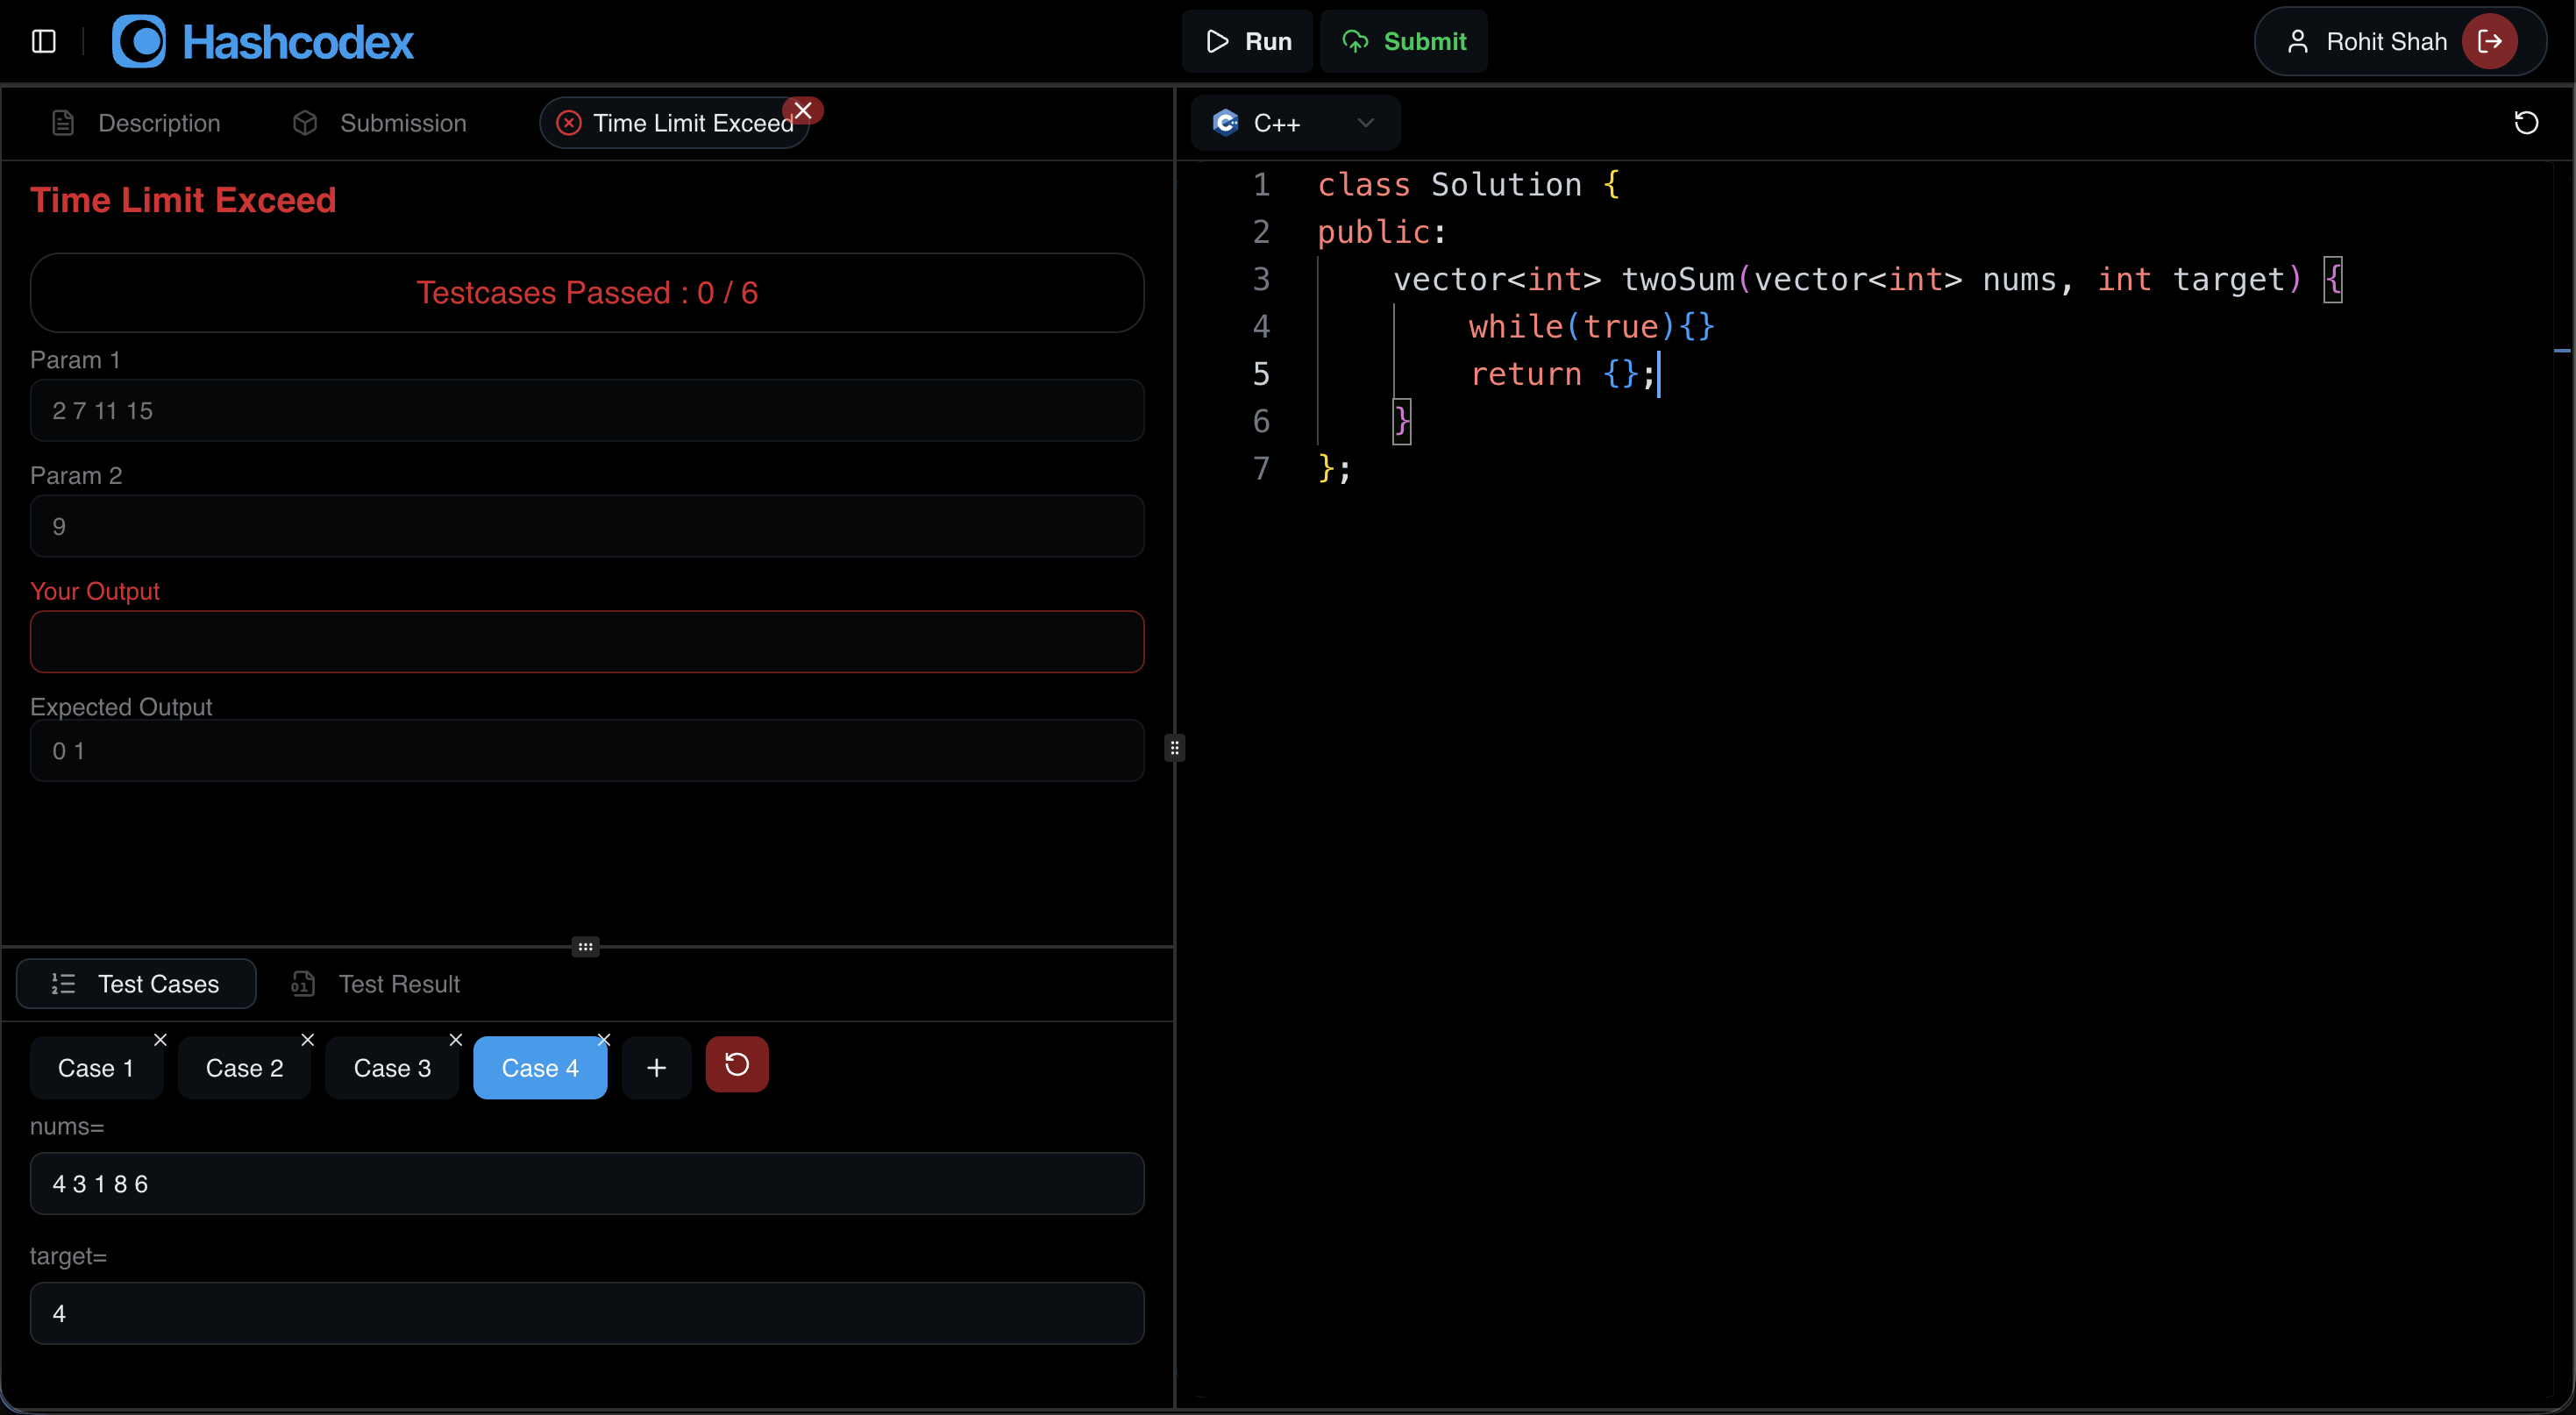 Hashcodex
Run
Submit
Rohit Shah
Description
Submission
Time Limit Exceed
Time Limit Exceed
Testcases Passed : 0 / 6
Param 1
2 7 11 15
Param 2
9
Your Output
Expected Output
0 1
Test Cases
Test Result
Case 1
Case 2
Case 3
Case 4
+
nums=
4 3 1 8 6
target=
4
C++
1 class Solution {
2 public:
3 vector<int> twoSum(vector<int> nums, int target) {
4 while(true){}
5 return {};
6 }
7 };